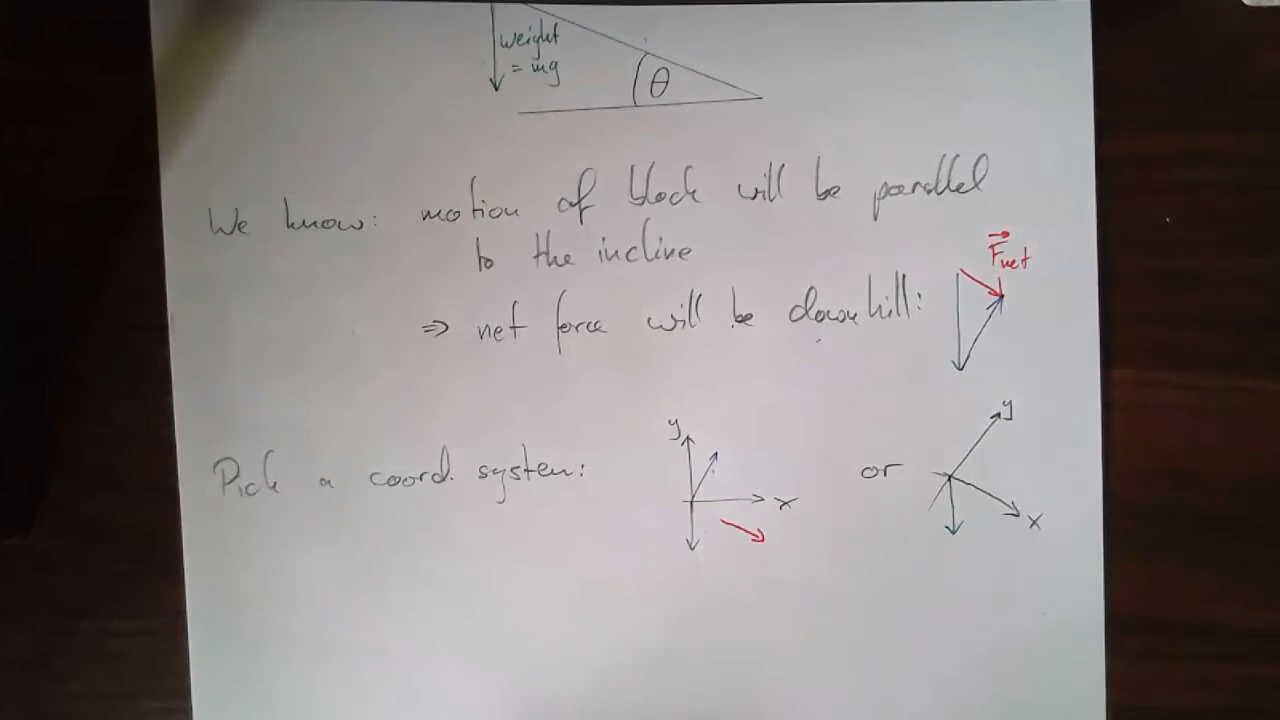 weight
= mg
θ
We know: motion of block will be parallel
to the incline
F⃗net
⇒ net force will be downhill:
y
y
Pick a coord. system:
or
x
x